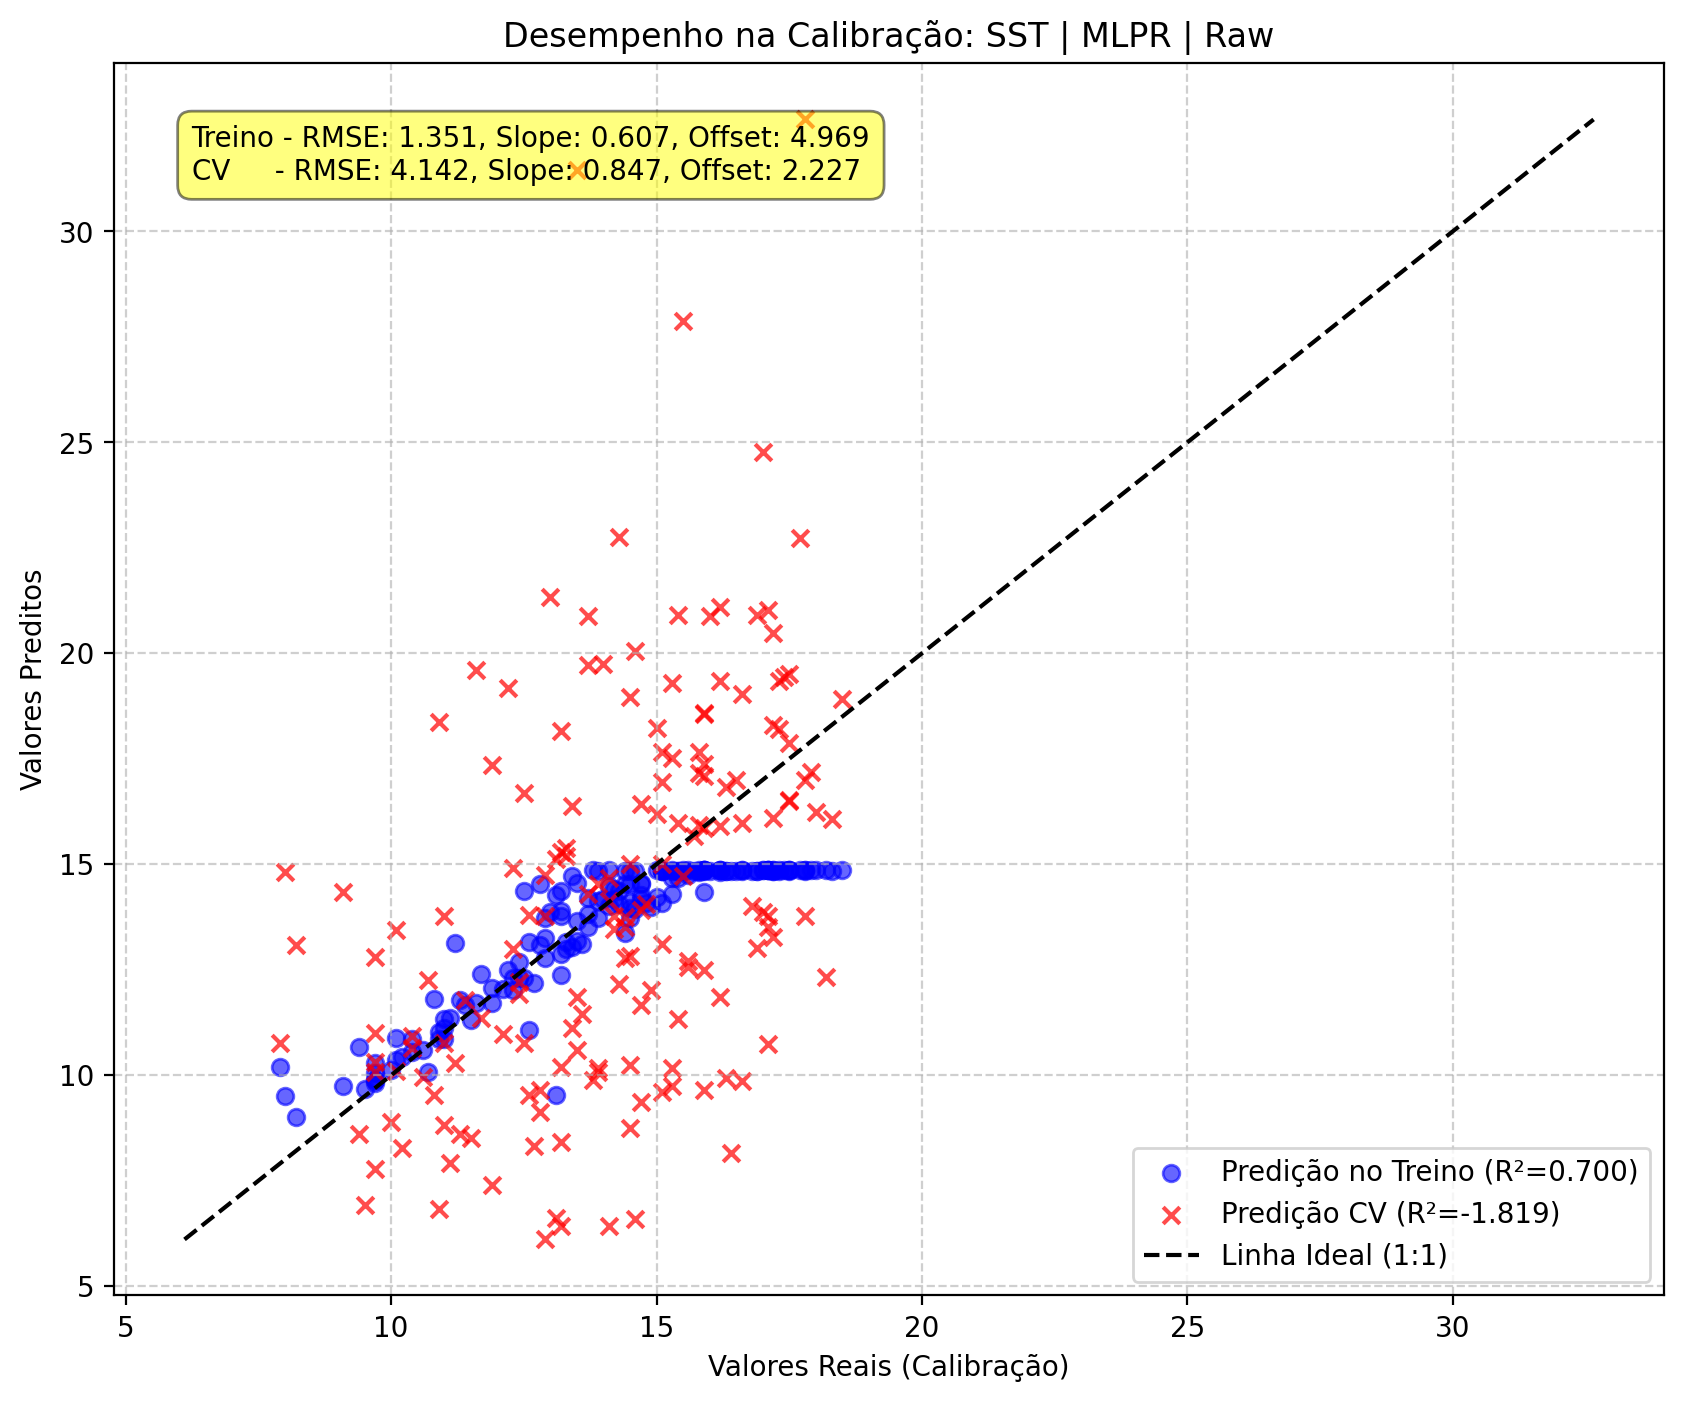 Desempenho na Calibração: SST | MLPR | Raw
Treino - RMSE: 1.351, Slope: 0.607, Offset: 4.969
CV - RMSE: 4.142, Slope: 0.847, Offset: 2.227
Valores Preditos
30
25
20
15
10
5
5 10 15 20 25 30
Valores Reais (Calibração)
Predição no Treino (R²=0.700)
Predição CV (R²=-1.819)
Linha Ideal (1:1)